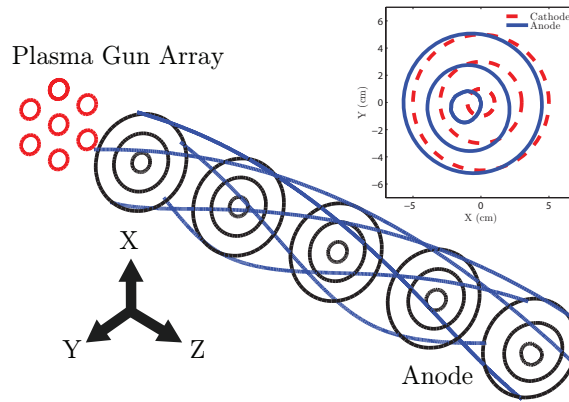 Plasma Gun Array
X
Y
Z
Anode
Cathode
Anode
Y (cm)
6
4
2
0
−2
−4
−6
−5
0
5
X (cm)